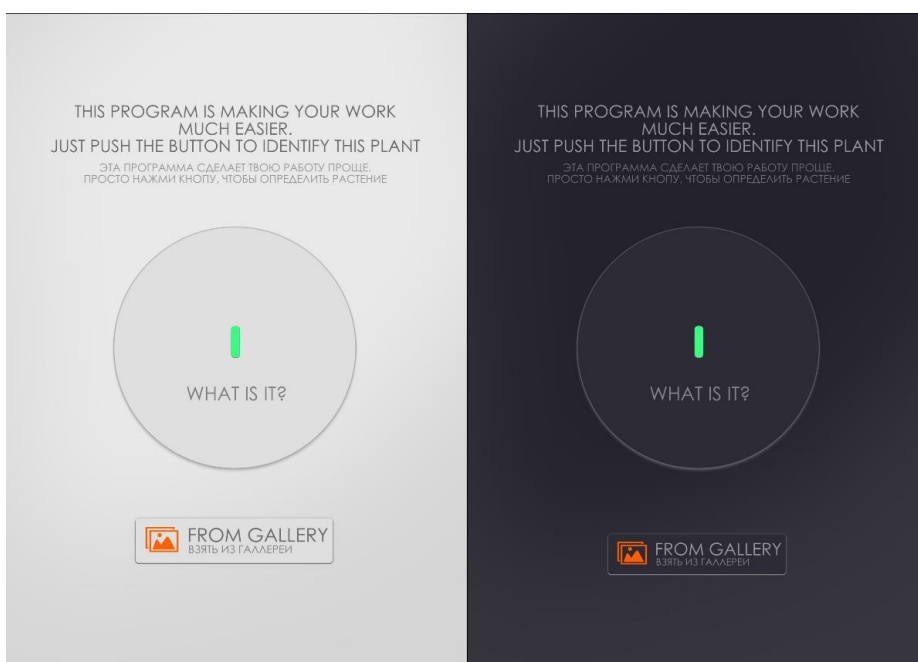 THIS PROGRAM IS MAKING YOUR WORK
MUCH EASIER.
JUST PUSH THE BUTTON TO IDENTIFY THIS PLANT
ЭТА ПРОГРАММА СДЕЛАЕТ ТВОЮ РАБОТУ ПРОЩЕ.
ПРОСТО НАЖМИ КНОПУ, ЧТОБЫ ОПРЕДЕЛИТЬ РАСТЕНИЕ
WHAT IS IT?
FROM GALLERY
ВЗЯТЬ ИЗ ГАЛЛЕРЕИ
THIS PROGRAM IS MAKING YOUR WORK
MUCH EASIER.
JUST PUSH THE BUTTON TO IDENTIFY THIS PLANT
ЭТА ПРОГРАММА СДЕЛАЕТ ТВОЮ РАБОТУ ПРОЩЕ.
ПРОСТО НАЖМИ КНОПУ, ЧТОБЫ ОПРЕДЕЛИТЬ РАСТЕНИЕ
WHAT IS IT?
FROM GALLERY
ВЗЯТЬ ИЗ ГАЛЛЕРЕИ